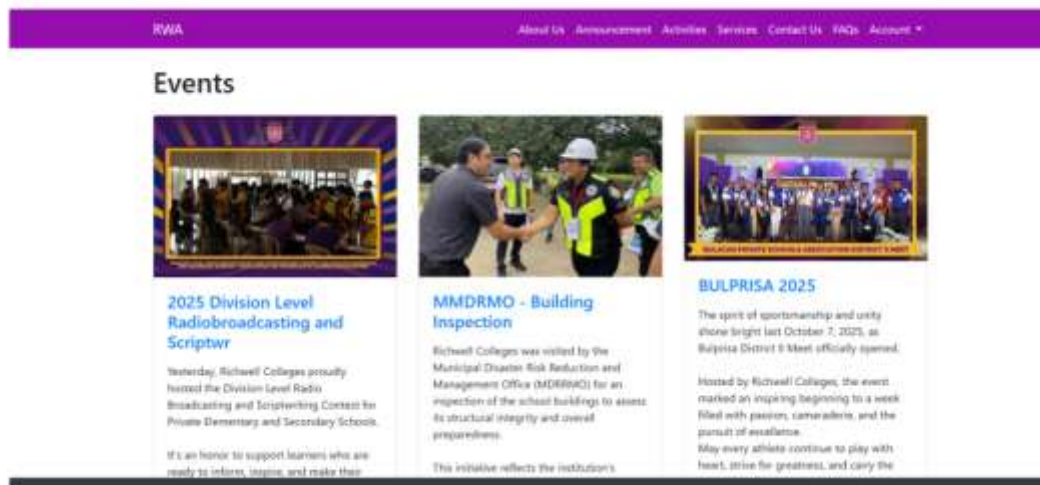 RWA
About Us Announcement Activities Services Contact Us FAQs Account
Events
2025 Division Level
Radiobroadcasting and
Scriptwr
Yesterday, Richwell Colleges proudly
hosted the Division Level Radio
Broadcasting and Scriptwriting Contest for
Private Elementary and Secondary Schools.
It's an honor to support learners who are
ready to inform, inspire, and make their
MMDRMO - Building
Inspection
Richwell Colleges was visited by the
Municipal Disaster Risk Reduction and
Management Office (MDRRMO) for an
inspection of the school buildings to assess
its structural integrity and overall
preparedness.
This initiative reflects the institution's
BULACAN PRIVATE SCHOOLS ASSOCIATION DISTRICT II MEET
BULPRISA 2025
The spirit of sportsmanship and unity
shone bright last October 7, 2025, as
Bulprisa District II Meet officially opened.
Hosted by Richwell Colleges, the event
marked an inspiring beginning to a week
filled with passion, camaraderie, and the
pursuit of excellence.
May every athlete continue to play with
heart, strive for greatness, and carry the